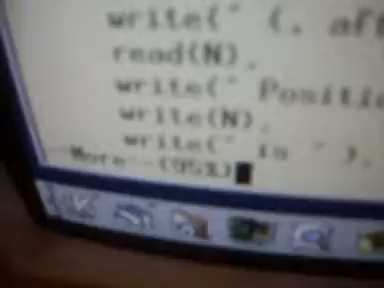 write(" (. aft
read(N).
write(" Positio
write(N).
write(" is " ).
--More--(95%)